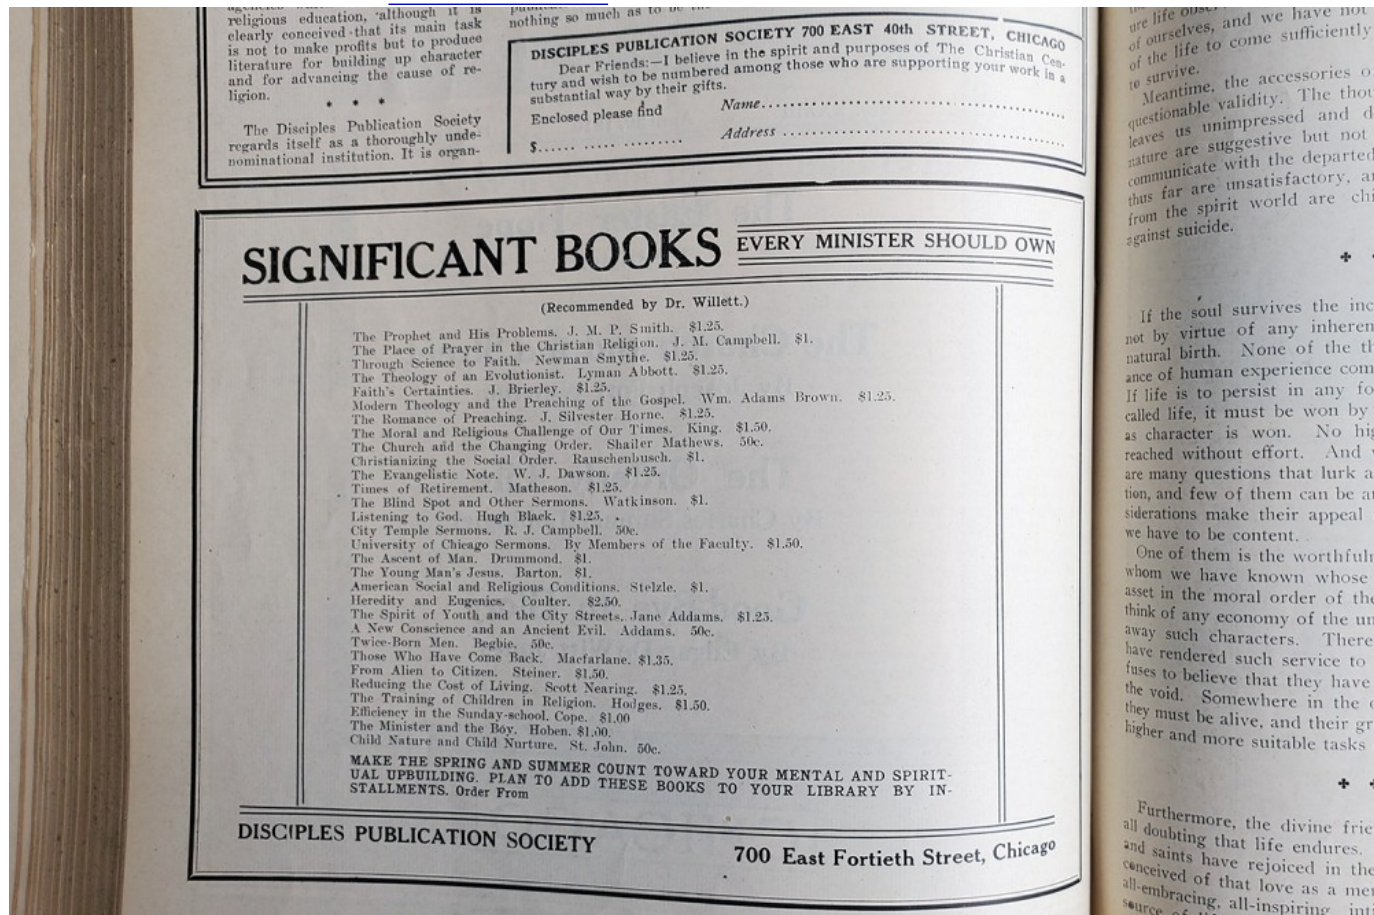 religious education, although it is
clearly conceived that its main task
is not to make profits but to produce
literature for building up character
and for advancing the cause of re-
ligion.
* * *
The Disciples Publication Society
regards itself as a thoroughly unde-
nominational institution. It is organ-
nothing so much as to be
DISCIPLES PUBLICATION SOCIETY 700 EAST 40th STREET, CHICAGO
Dear Friends:—I believe in the spirit and purposes of The Christian Cen-
tury and wish to be numbered among those who are supporting your work in a
substantial way by their gifts.
Enclosed please find
Name
$
Address
SIGNIFICANT BOOKS EVERY MINISTER SHOULD OWN
(Recommended by Dr. Willett.)
The Prophet and His Problems. J. M. P. Smith. $1.25.
The Place of Prayer in the Christian Religion. J. M. Campbell. $1.
Through Science to Faith. Newman Smythe. $1.25.
The Theology of an Evolutionist. Lyman Abbott. $1.25.
Faith's Certainties. J. Brierley. $1.25.
Modern Theology and the Preaching of the Gospel. Wm. Adams Brown. $1.25.
The Romance of Preaching. J. Silvester Horne. $1.25.
The Moral and Religious Challenge of Our Times. King. $1.50.
The Church and the Changing Order. Shailer Mathews. 50c.
Christianizing the Social Order. Rauschenbusch. $1.
The Evangelistic Note. W. J. Dawson. $1.25.
Times of Retirement. Matheson. $1.25.
The Blind Spot and Other Sermons. Watkinson. $1.
Listening to God. Hugh Black. $1.25.
City Temple Sermons. R. J. Campbell. 50c.
University of Chicago Sermons. By Members of the Faculty. $1.50.
The Ascent of Man. Drummond. $1.
The Young Man's Jesus. Barton. $1.
American Social and Religious Conditions. Stelzle. $1.
Heredity and Eugenics. Coulter. $2.50.
The Spirit of Youth and the City Streets. Jane Addams. $1.25.
A New Conscience and an Ancient Evil. Addams. 50c.
Twice-Born Men. Begbie. 50c.
Those Who Have Come Back. Macfarlane. $1.35.
From Alien to Citizen. Steiner. $1.50.
Reducing the Cost of Living. Scott Nearing. $1.25.
The Training of Children in Religion. Hodges. $1.50.
Efficiency in the Sunday-school. Cope. $1.00
The Minister and the Boy. Hoben. $1.00.
Child Nature and Child Nurture. St. John. 50c.
MAKE THE SPRING AND SUMMER COUNT TOWARD YOUR MENTAL AND SPIRIT-
UAL UPBUILDING. PLAN TO ADD THESE BOOKS TO YOUR LIBRARY BY IN-
STALLMENTS. Order From
DISCIPLES PUBLICATION SOCIETY
700 East Fortieth Street, Chicago
ure life
of ourselves, and we have not
of the life to come sufficiently
to survive.
Meantime, the accessories
questionable validity. The
leaves us unimpressed and
nature are suggestive but not
communicate with the departed
thus far are unsatisfactory,
from the spirit world are
against suicide.
If the soul survives the
not by virtue of any
natural birth. None of the
ance of human experience
If life is to persist in any
called life, it must be won by
as character is won. No
reached without effort. And
are many questions that lurk
tion, and few of them can be
siderations make their appeal
we have to be content.
One of them is the
whom we have known whose
asset in the moral order of the
think of any economy of the
away such characters. There
have rendered such service to
fuses to believe that they have
the void. Somewhere in the
they must be alive, and their
higher and more suitable tasks
Furthermore, the divine
all doubting that life endures.
and saints have rejoiced in the
conceived of that love as a
all-embracing, all-inspiring,
source of